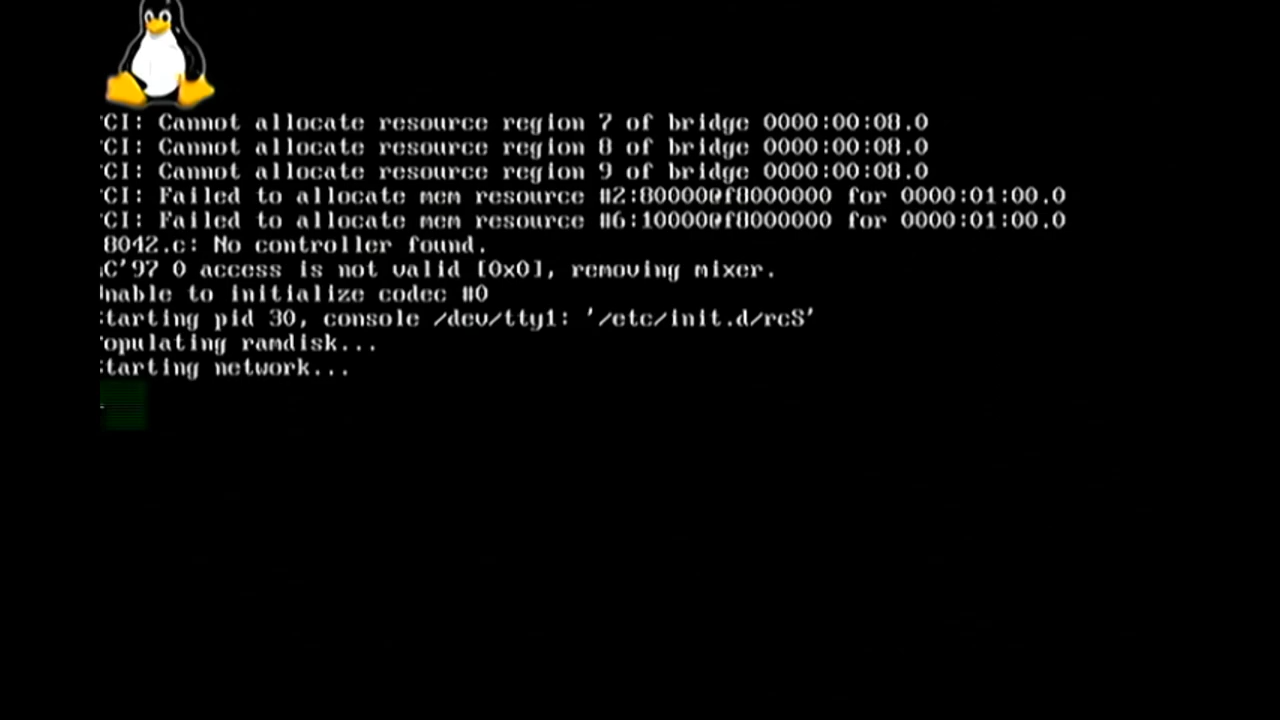 CI: Cannot allocate resource region 7 of bridge 0000:00:08.0
CI: Cannot allocate resource region 8 of bridge 0000:00:08.0
CI: Cannot allocate resource region 9 of bridge 0000:00:08.0
CI: Failed to allocate mem resource #2:80000@f8000000 for 0000:01:00.0
CI: Failed to allocate mem resource #6:10000@f8000000 for 0000:01:00.0
8042.c: No controller found.
C'97 0 access is not valid [0x0], removing mixer.
nable to initialize codec #0
tarting pid 30, console /dev/tty1: '/etc/init.d/rcS'
opulating ramdisk...
tarting network...